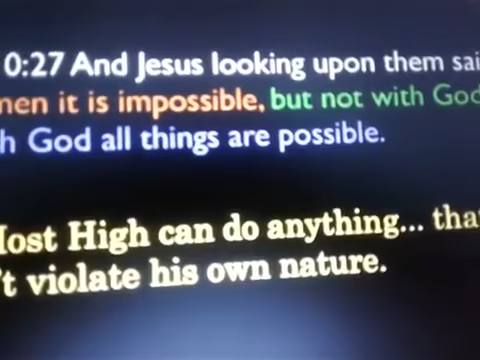 0:27 And Jesus looking upon them sai
men it is impossible, but not with God
h God all things are possible.
Most High can do anything... tha
't violate his own nature.